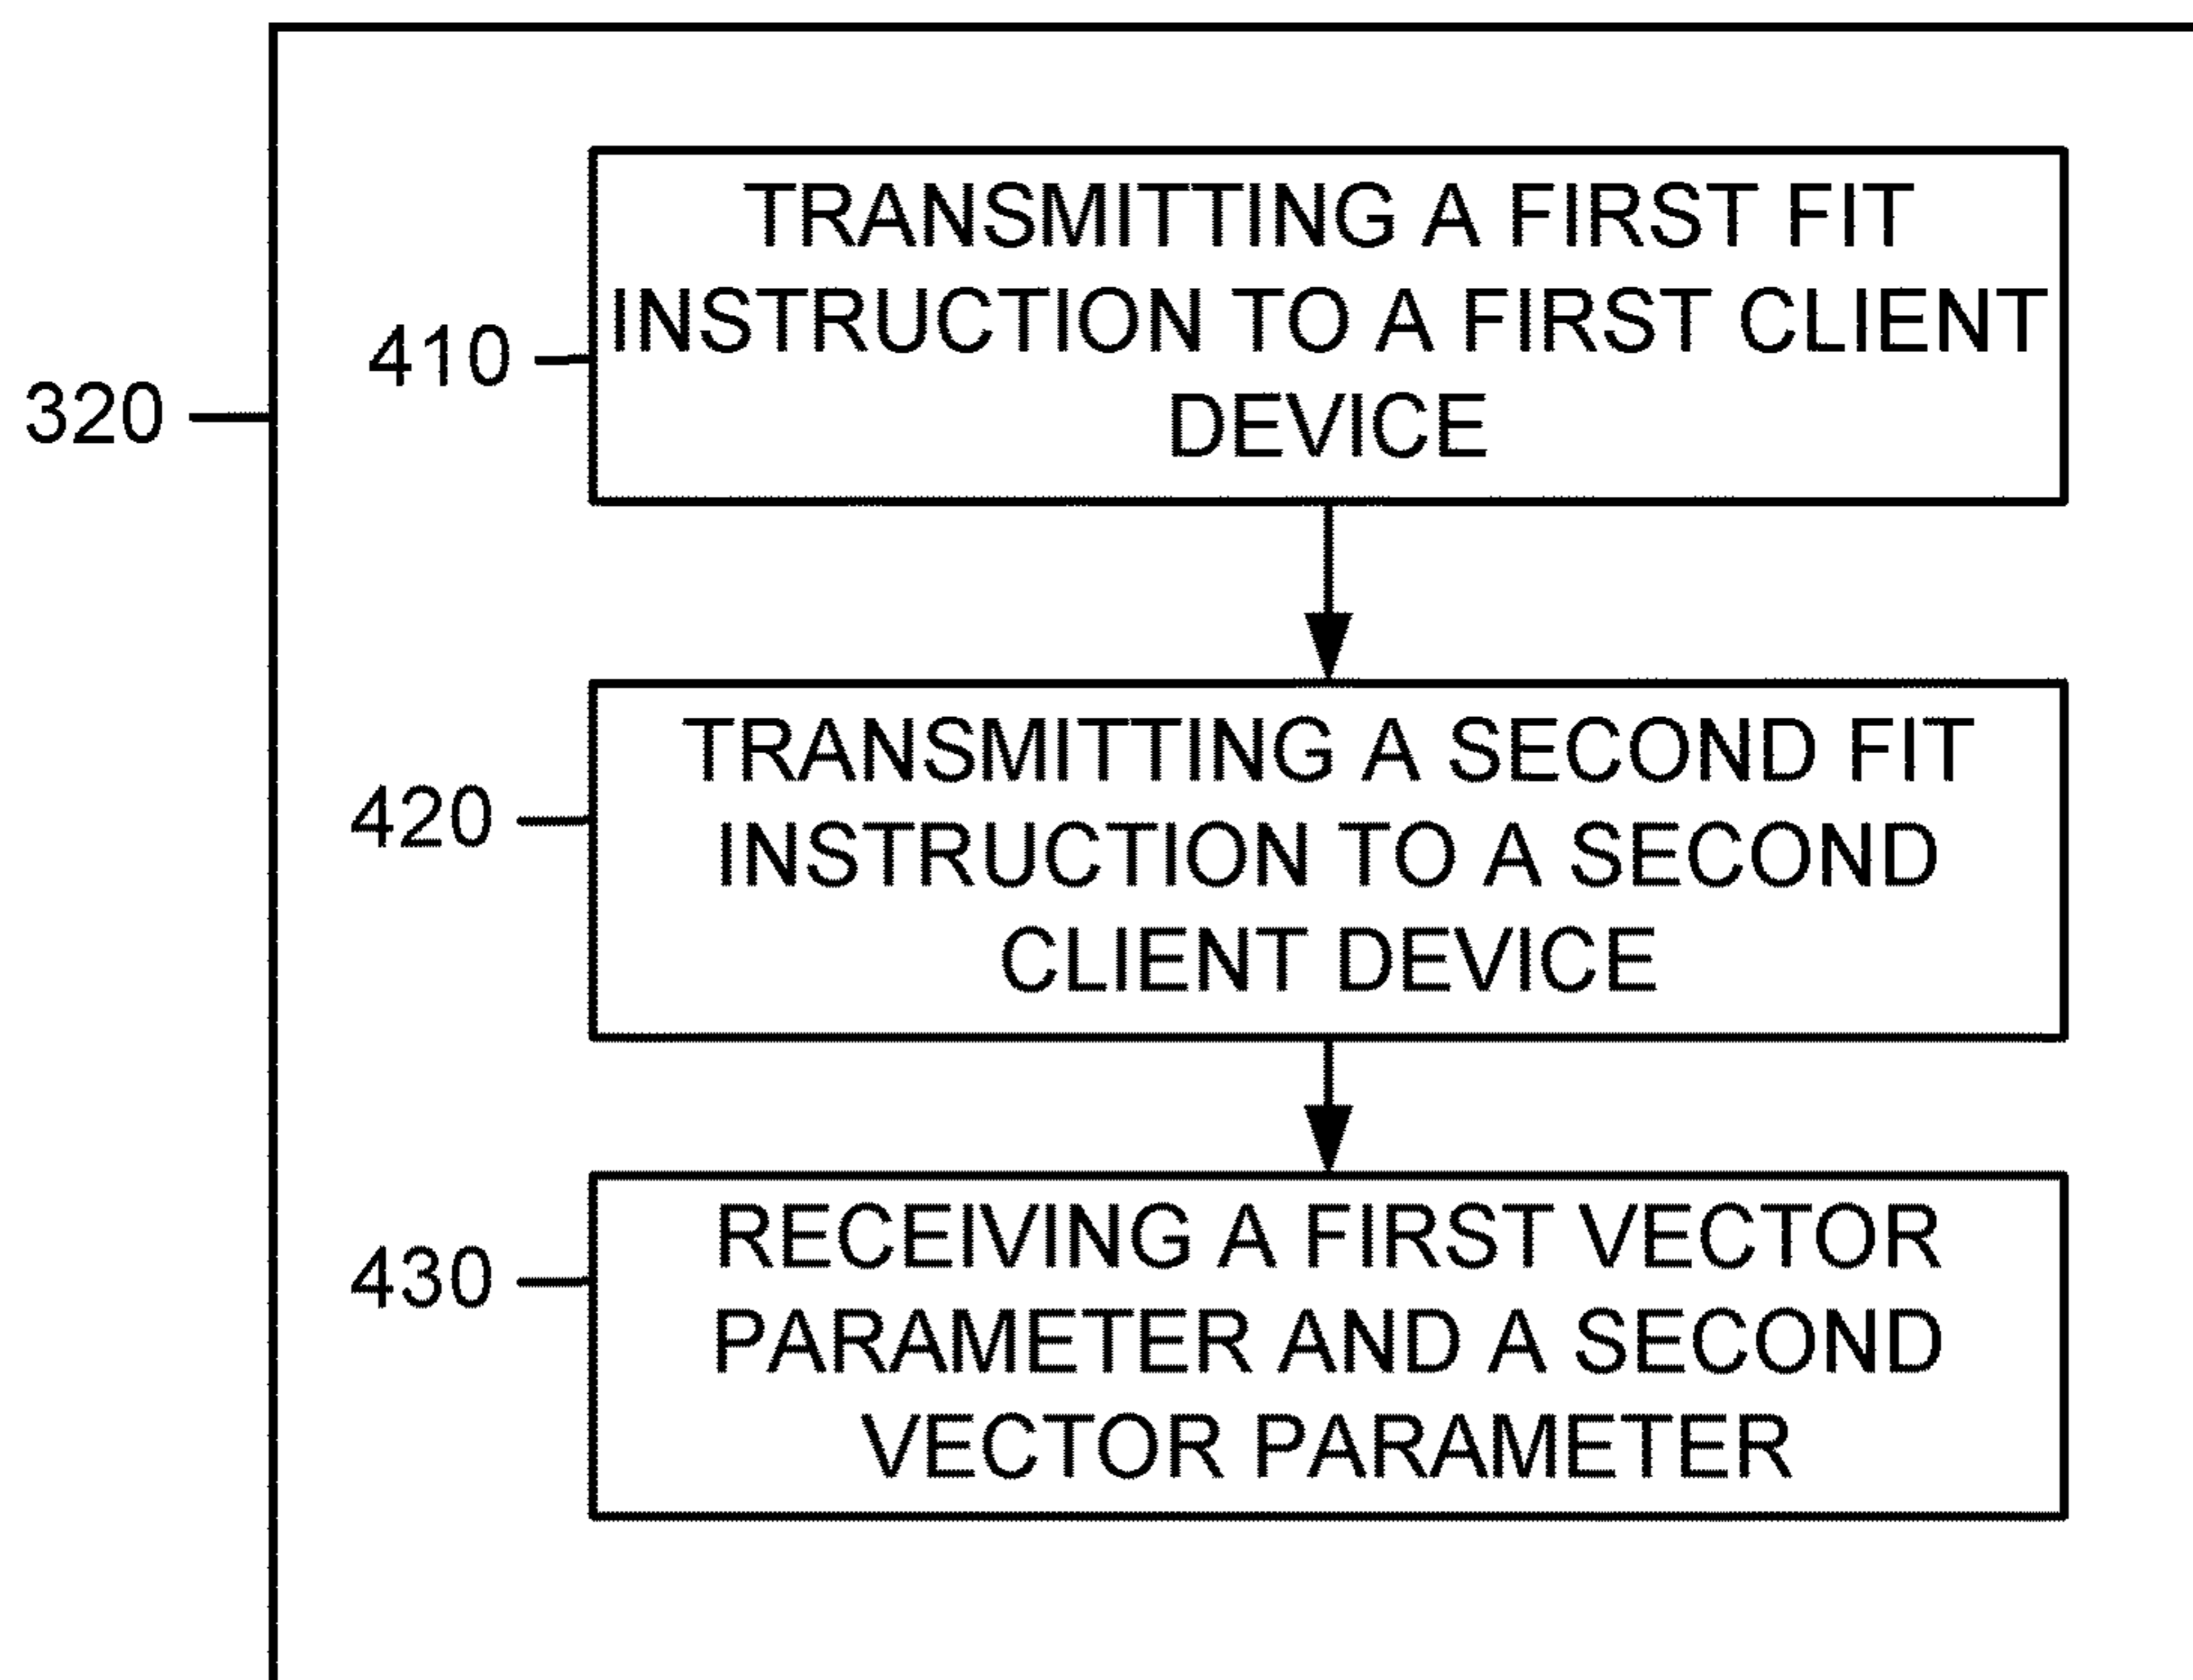 TRANSMITTING A FIRST FIT
INSTRUCTION TO A FIRST CLIENT
DEVICE
410
320
TRANSMITTING A SECOND FIT
INSTRUCTION TO A SECOND
CLIENT DEVICE
420
RECEIVING A FIRST VECTOR
PARAMETER AND A SECOND
VECTOR PARAMETER
430